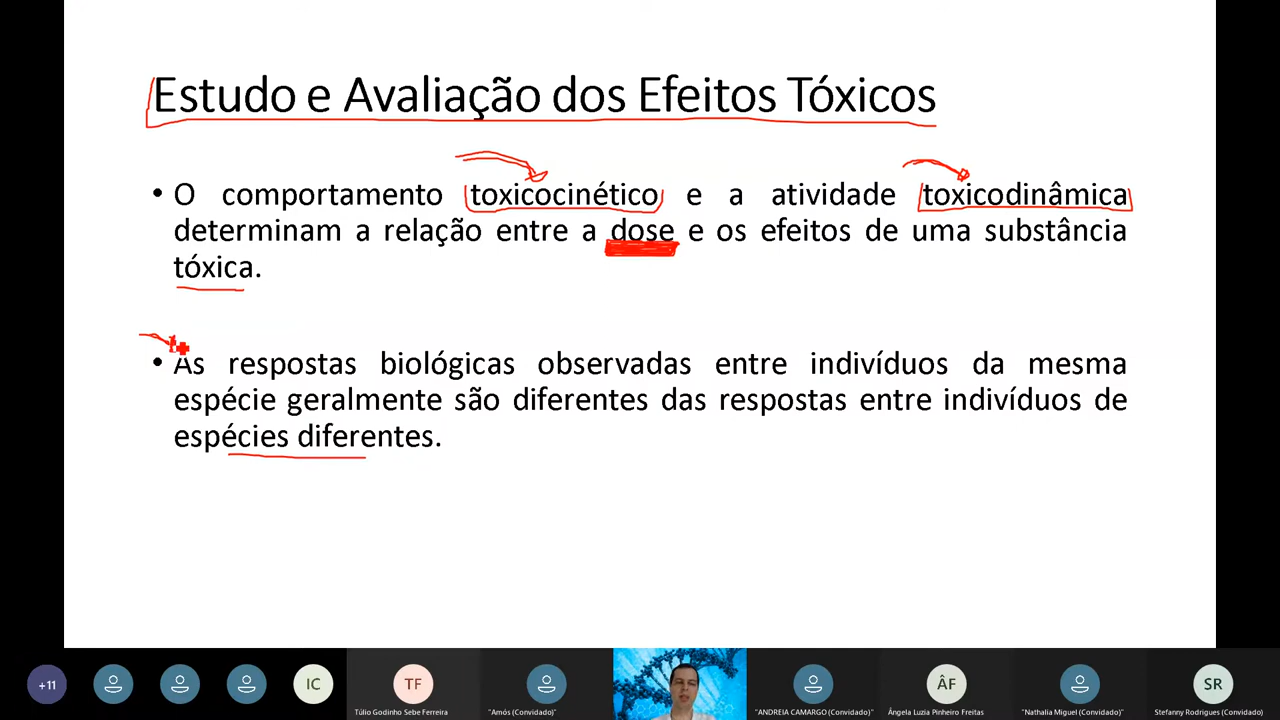 Estudo e Avaliação dos Efeitos Tóxicos
• O comportamento toxicocinético e a atividade toxicodinâmica
determinam a relação entre a dose e os efeitos de uma substância
tóxica.
• As respostas biológicas observadas entre indivíduos da mesma
espécie geralmente são diferentes das respostas entre indivíduos de
espécies diferentes.
+11
IC
TF
ÂF
SR
Túlio Godinho Sebe Ferreira
"Amós (Convidado)"
"ANDREIA CAMARGO (Convidado)"
Ângela Luzia Pinheiro Freitas
"Nathalia Miguel (Convidado)"
Stefanny Rodrigues (Convidado)